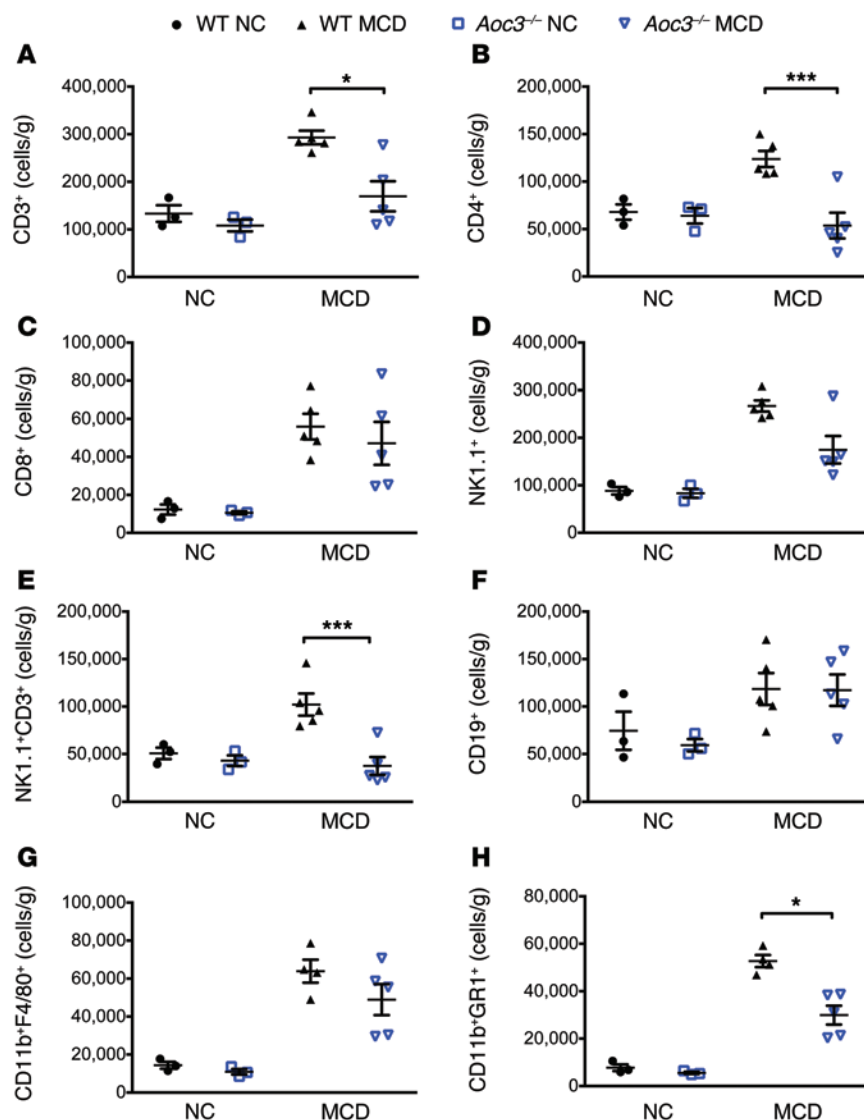 WT NC WT MCD Aoc3⁻/⁻ NC Aoc3⁻/⁻ MCD
A
CD3⁺ (cells/g)
400,000
300,000
200,000
100,000
0
*
NC MCD
B
CD4⁺ (cells/g)
200,000
150,000
100,000
50,000
0
***
NC MCD
C
CD8⁺ (cells/g)
100,000
80,000
60,000
40,000
20,000
0
NC MCD
D
NK1.1⁺ (cells/g)
400,000
300,000
200,000
100,000
0
NC MCD
E
NK1.1⁺CD3⁺ (cells/g)
200,000
150,000
100,000
50,000
0
***
NC MCD
F
CD19⁺ (cells/g)
200,000
150,000
100,000
50,000
0
NC MCD
G
CD11b⁺F4/80⁺ (cells/g)
100,000
80,000
60,000
40,000
20,000
0
NC MCD
H
CD11b⁺GR1⁺ (cells/g)
80,000
60,000
40,000
20,000
0
*
NC MCD